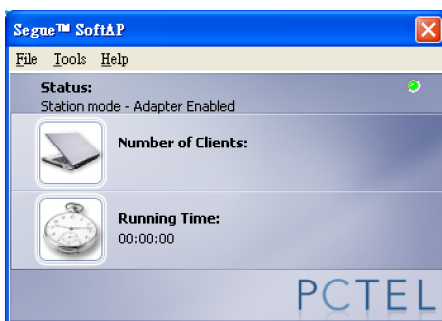 Segue™ SoftAP
File Tools Help
Status:
Station mode - Adapter Enabled
Number of Clients:
Running Time:
00:00:00
PCTEL